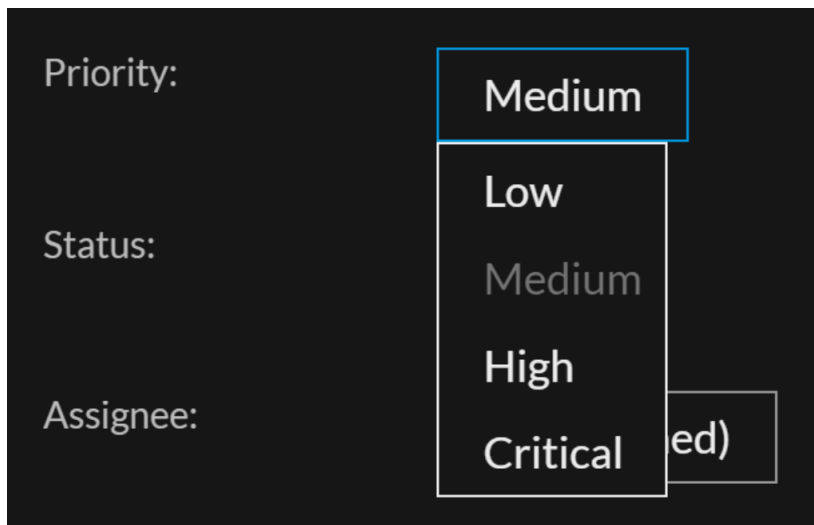 Priority:
Medium
Low
Status:
Medium
High
Assignee:
ed)
Critical